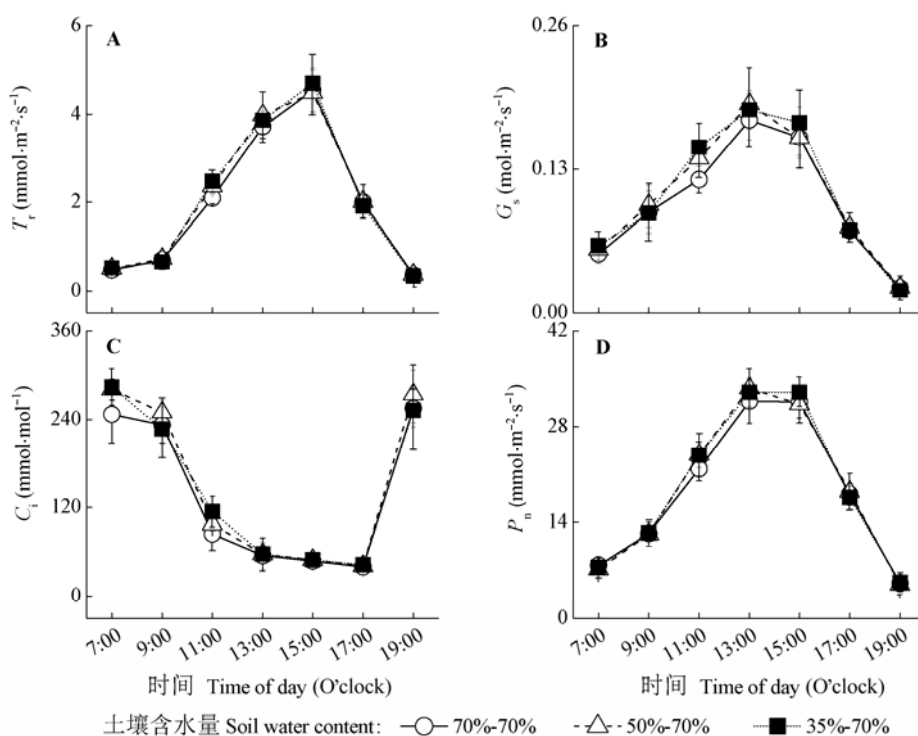 A
B
6
4
2
0
Tr (mmol·m⁻²·s⁻¹)
0.26
0.13
0.00
Gs (mol·m⁻²·s⁻¹)
C
D
360
240
120
0
Ci (mmol·mol⁻¹)
42
28
14
0
Pn (mmol·m⁻²·s⁻¹)
7:00 9:00 11:00 13:00 15:00 17:00 19:00
7:00 9:00 11:00 13:00 15:00 17:00 19:00
时间 Time of day (O'clock)
时间 Time of day (O'clock)
土壤含水量 Soil water content: 70%-70% 50%-70% 35%-70%